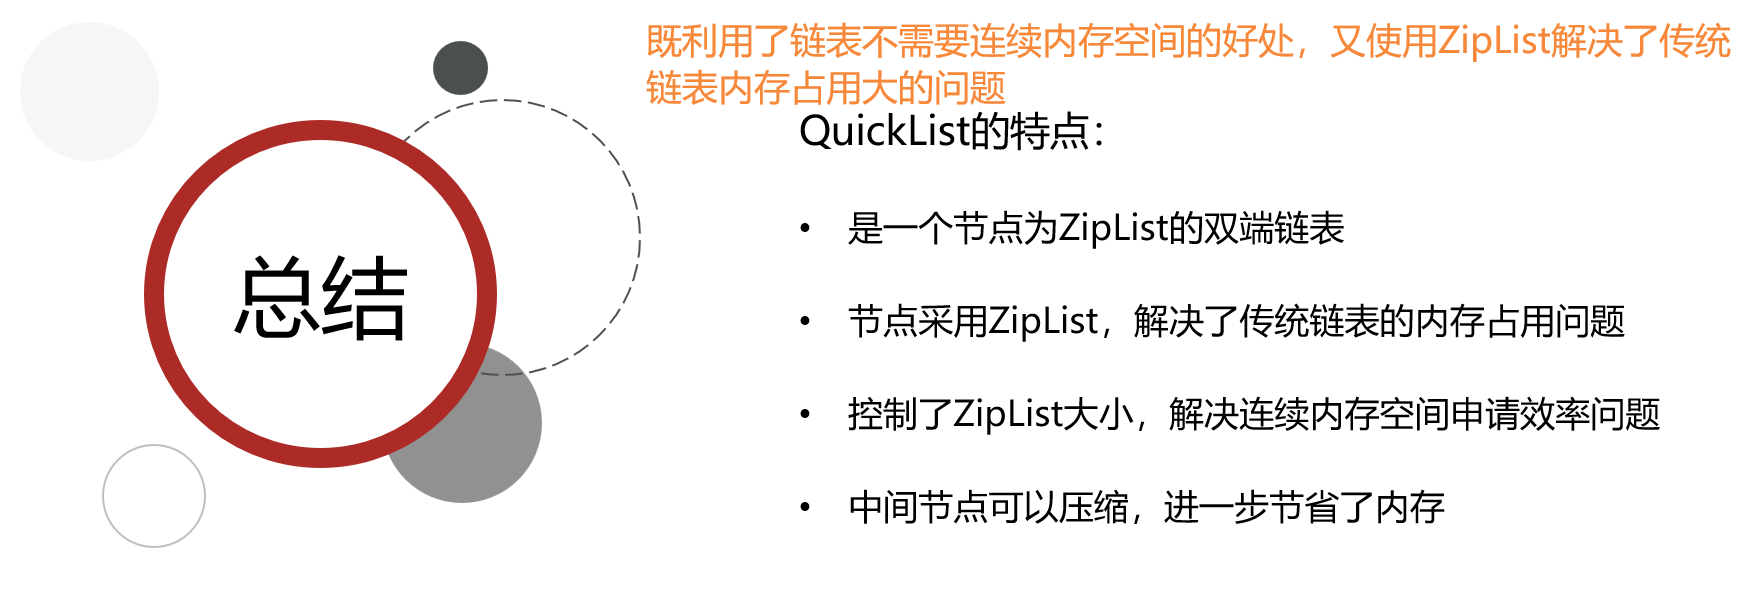 既利用了链表不需要连续内存空间的好处，又使用ZipList解决了传统
链表内存占用大的问题
QuickList的特点：
总结
• 是一个节点为ZipList的双端链表
• 节点采用ZipList，解决了传统链表的内存占用问题
• 控制了ZipList大小，解决连续内存空间申请效率问题
• 中间节点可以压缩，进一步节省了内存